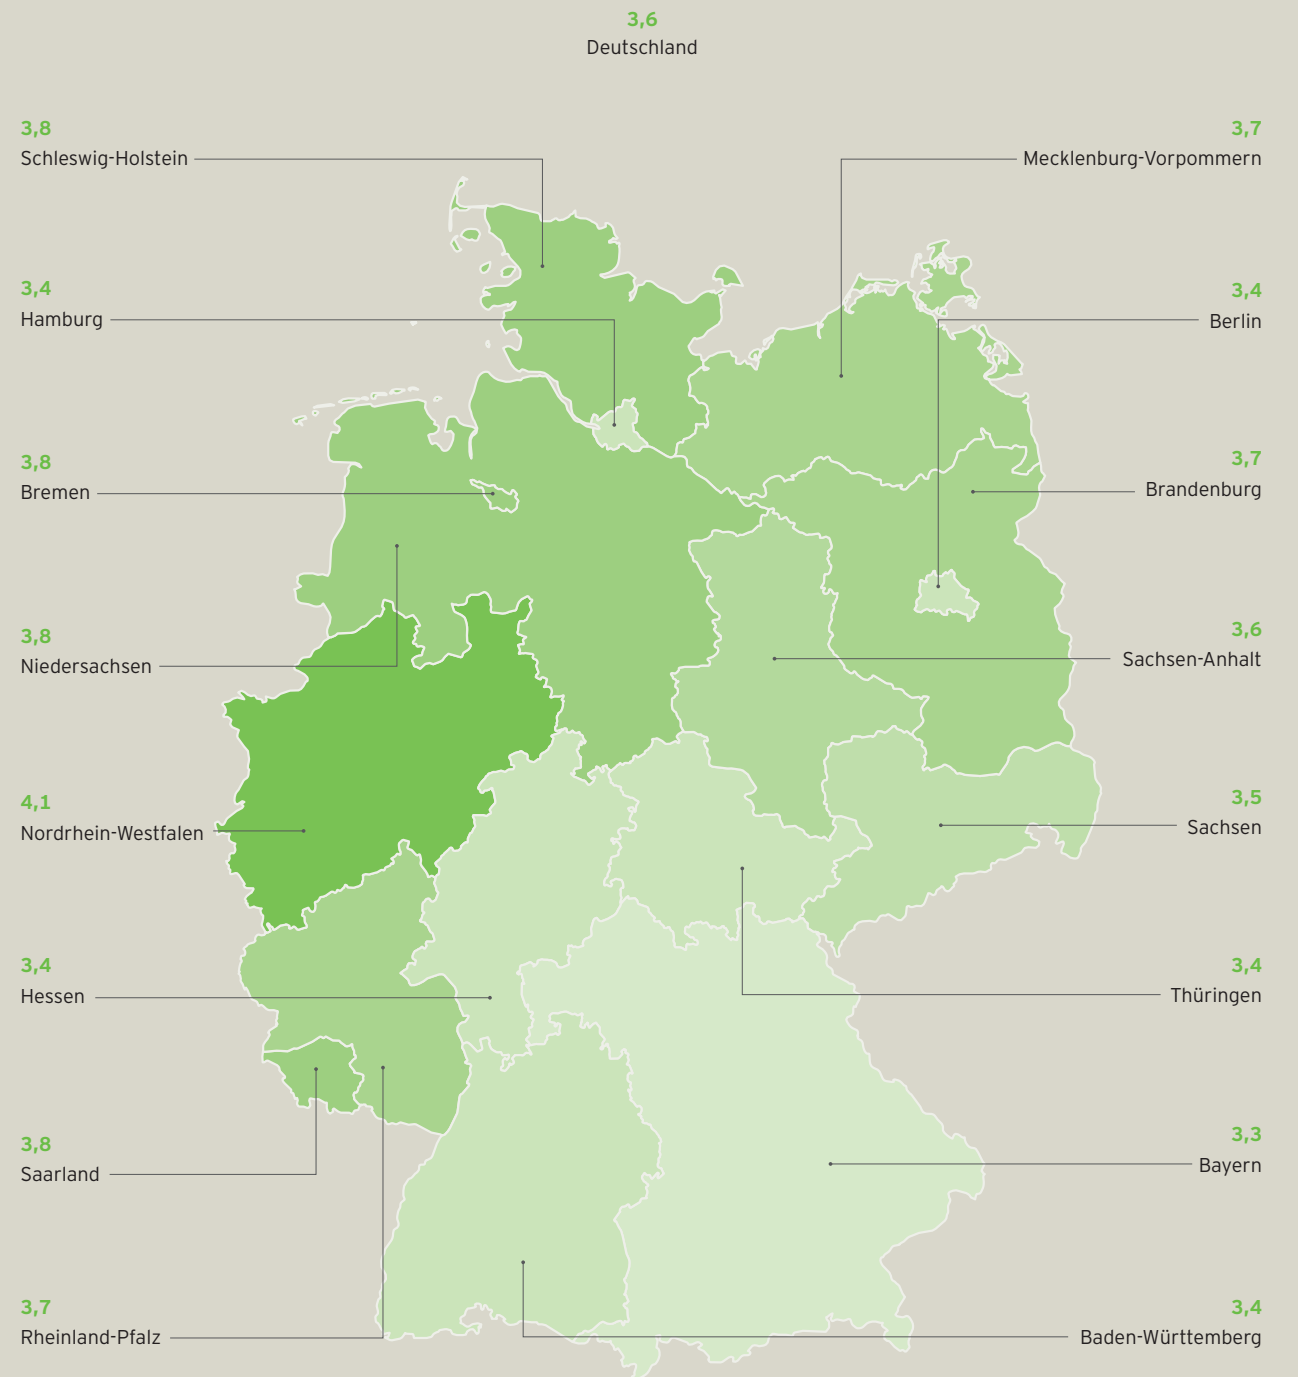 3,6
Deutschland
3,8
Schleswig-Holstein
3,7
Mecklenburg-Vorpommern
3,4
Hamburg
3,4
Berlin
3,8
Bremen
3,7
Brandenburg
3,8
Niedersachsen
3,6
Sachsen-Anhalt
4,1
Nordrhein-Westfalen
3,5
Sachsen
3,4
Hessen
3,4
Thüringen
3,8
Saarland
3,3
Bayern
3,7
Rheinland-Pfalz
3,4
Baden-Württemberg